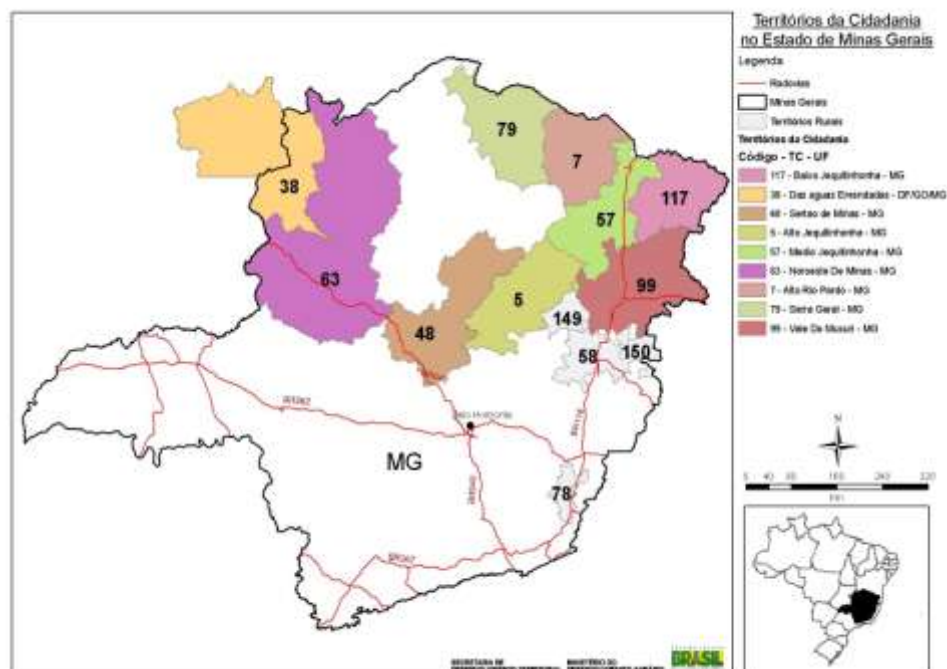 Territórios da Cidadania
no Estado de Minas Gerais
Legenda
Rodovias
Minas Gerais
Territórios Rurais
Territórios da Cidadania
Código - TC - UF
117 - Baixo Jequitinhonha - MG
38 - Das aguas Emendadas - DF/GO/MG
48 - Sertao de Minas - MG
5 - Alto Jequitinhonha - MG
57 - Medio Jequitinhonha - MG
63 - Noroeste De Minas - MG
7 - Alto Rio Pardo - MG
79 - Serra Geral - MG
99 - Vale Do Mucuri - MG
79
7
38
117
57
63
99
5
149
48
58
150
MG
78
N
BRASIL